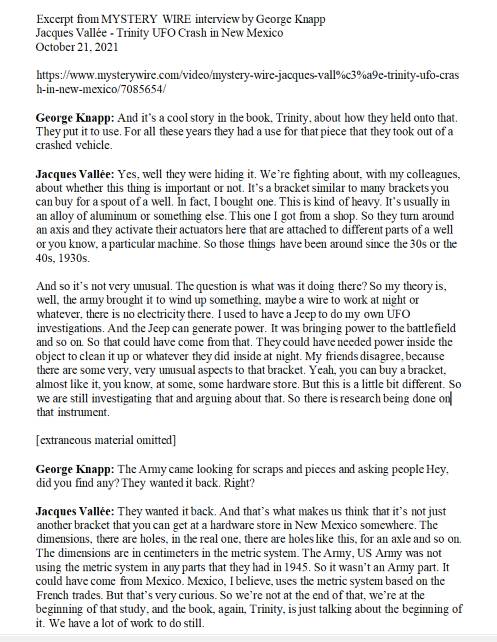 Excerpt from MYSTERY WIRE interview by George Knapp
Jacques Vallée - Trinity UFO Crash in New Mexico
October 21, 2021
https://www.mysterywire.com/video/mystery-wire-jacques-vall%c3%a9e-trinity-ufo-cras
h-in-new-mexico/7085654/
George Knapp: And it's a cool story in the book, Trinity, about how they held onto that.
They put it to use. For all these years they had a use for that piece that they took out of a
crashed vehicle.
Jacques Vallée: Yes, well they were hiding it. We're fighting about, with my colleagues,
about whether this thing is important or not. It's a bracket similar to many brackets you
can buy for a spout of a well. In fact, I bought one. This is kind of heavy. It's usually in
an alloy of aluminum or something else. This one I got from a shop. So they turn around
an axis and they activate their actuators here that are attached to different parts of a well
or you know, a particular machine. So those things have been around since the 30s or the
40s, 1930s.
And so it's not very unusual. The question is what was it doing there? So my theory is,
well, the army brought it to wind up something, maybe a wire to work at night or
whatever, there is no electricity there. I used to have a Jeep to do my own UFO
investigations. And the Jeep can generate power. It was bringing power to the battlefield
and so on. So that could have come from that. They could have needed power inside the
object to clean it up or whatever they did inside at night. My friends disagree, because
there are some very, very unusual aspects to that bracket. Yeah, you can buy a bracket,
almost like it, you know, at some, some hardware store. But this is a little bit different. So
we are still investigating that and arguing about that. So there is research being done on
that instrument.
[extraneous material omitted]
George Knapp: The Army came looking for scraps and pieces and asking people Hey,
did you find any? They wanted it back. Right?
Jacques Vallée: They wanted it back. And that's what makes us think that it's not just
another bracket that you can get at a hardware store in New Mexico somewhere. The
dimensions, there are holes, in the real one, there are holes like this, for an axle and so on.
The dimensions are in centimeters in the metric system. The Army, US Army was not
using the metric system in any parts that they had in 1945. So it wasn't an Army part. It
could have come from Mexico. Mexico, I believe, uses the metric system based on the
French trades. But that's very curious. So we're not at the end of that, we're at the
beginning of that study, and the book, again, Trinity, is just talking about the beginning of
it. We have a lot of work to do still.